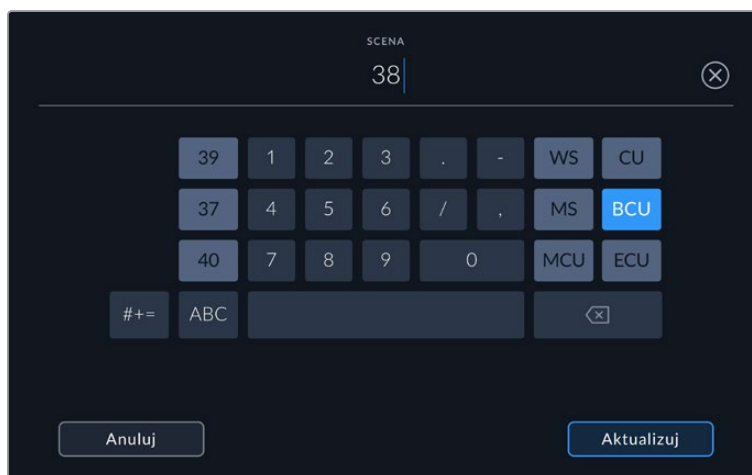 SCENA
38
39 1 2 3 . - WS CU
37 4 5 6 / , MS BCU
40 7 8 9 0 MCU ECU
#+= ABC
Anuluj Aktualizuj